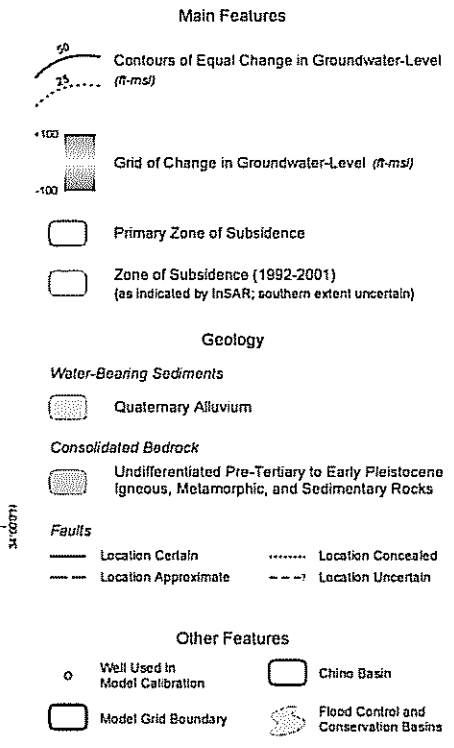 Main Features
50
25
Contours of Equal Change in Groundwater-Level
(ft-msl)
+100
-100
Grid of Change in Groundwater-Level (ft-msl)
Primary Zone of Subsidence
Zone of Subsidence (1992-2001)
(as indicated by InSAR; southern extent uncertain)
Geology
Water-Bearing Sediments
Quaternary Alluvium
Consolidated Bedrock
Undifferentiated Pre-Tertiary to Early Pleistocene
Igneous, Metamorphic, and Sedimentary Rocks
34°00'0"N
Faults
Location Certain
Location Concealed
Location Approximate
?
Location Uncertain
Other Features
Well Used in
Model Calibration
Chino Basin
Model Grid Boundary
Flood Control and
Conservation Basins